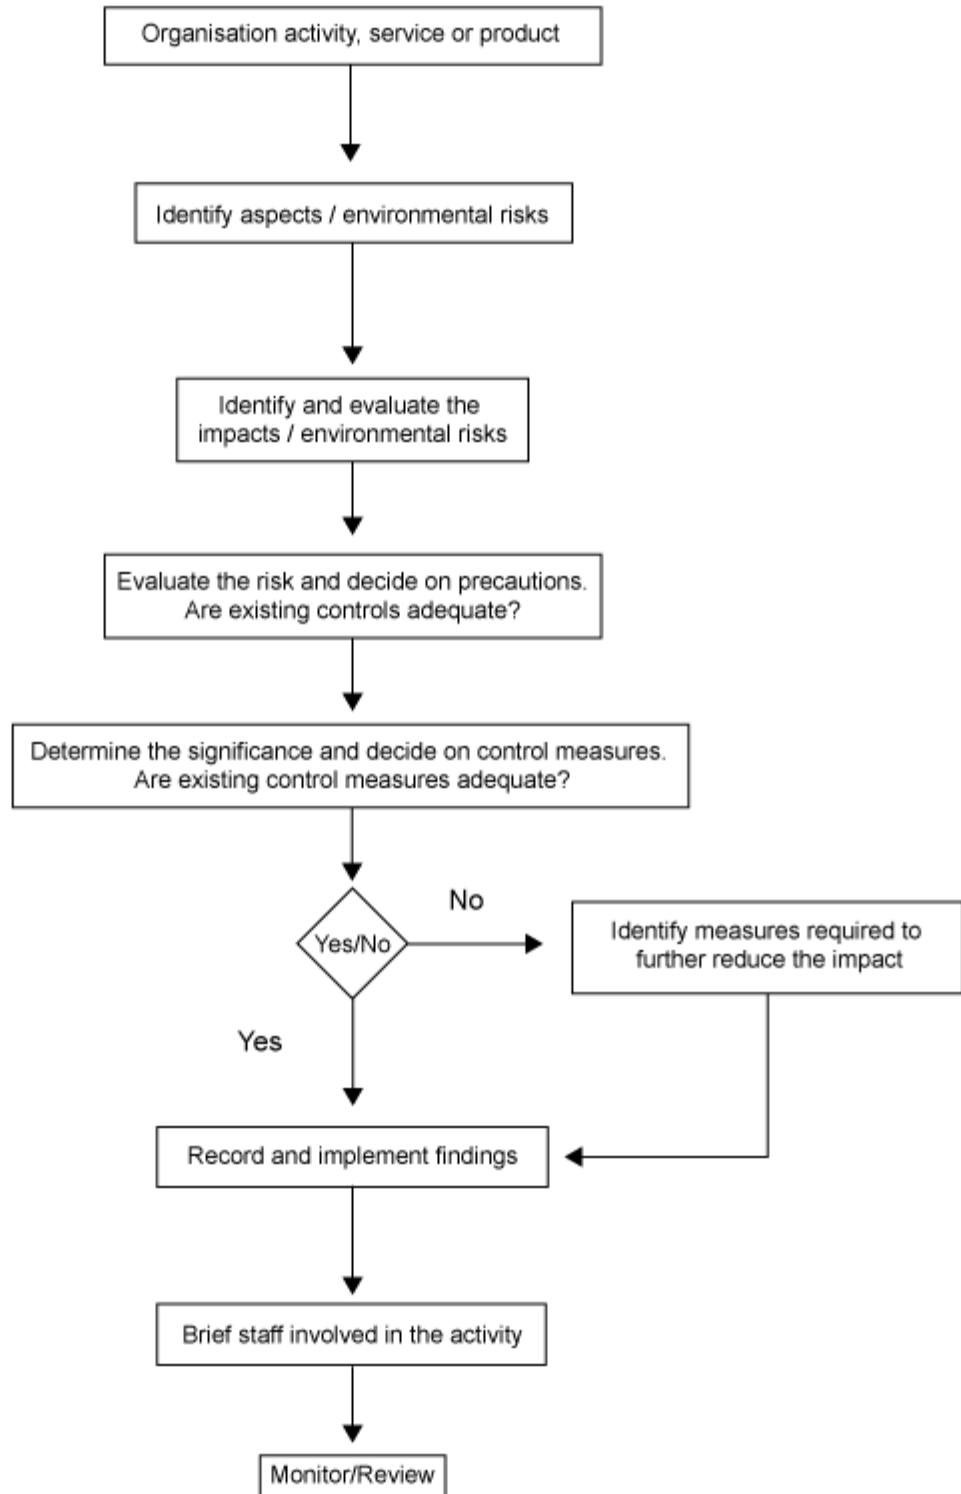 Organisation activity, service or product
Identify aspects / environmental risks
Identify and evaluate the
impacts / environmental risks
Evaluate the risk and decide on precautions.
Are existing controls adequate?
Determine the significance and decide on control measures.
Are existing control measures adequate?
Yes/No
No
Identify measures required to
further reduce the impact
Yes
Record and implement findings
Brief staff involved in the activity
Monitor/Review